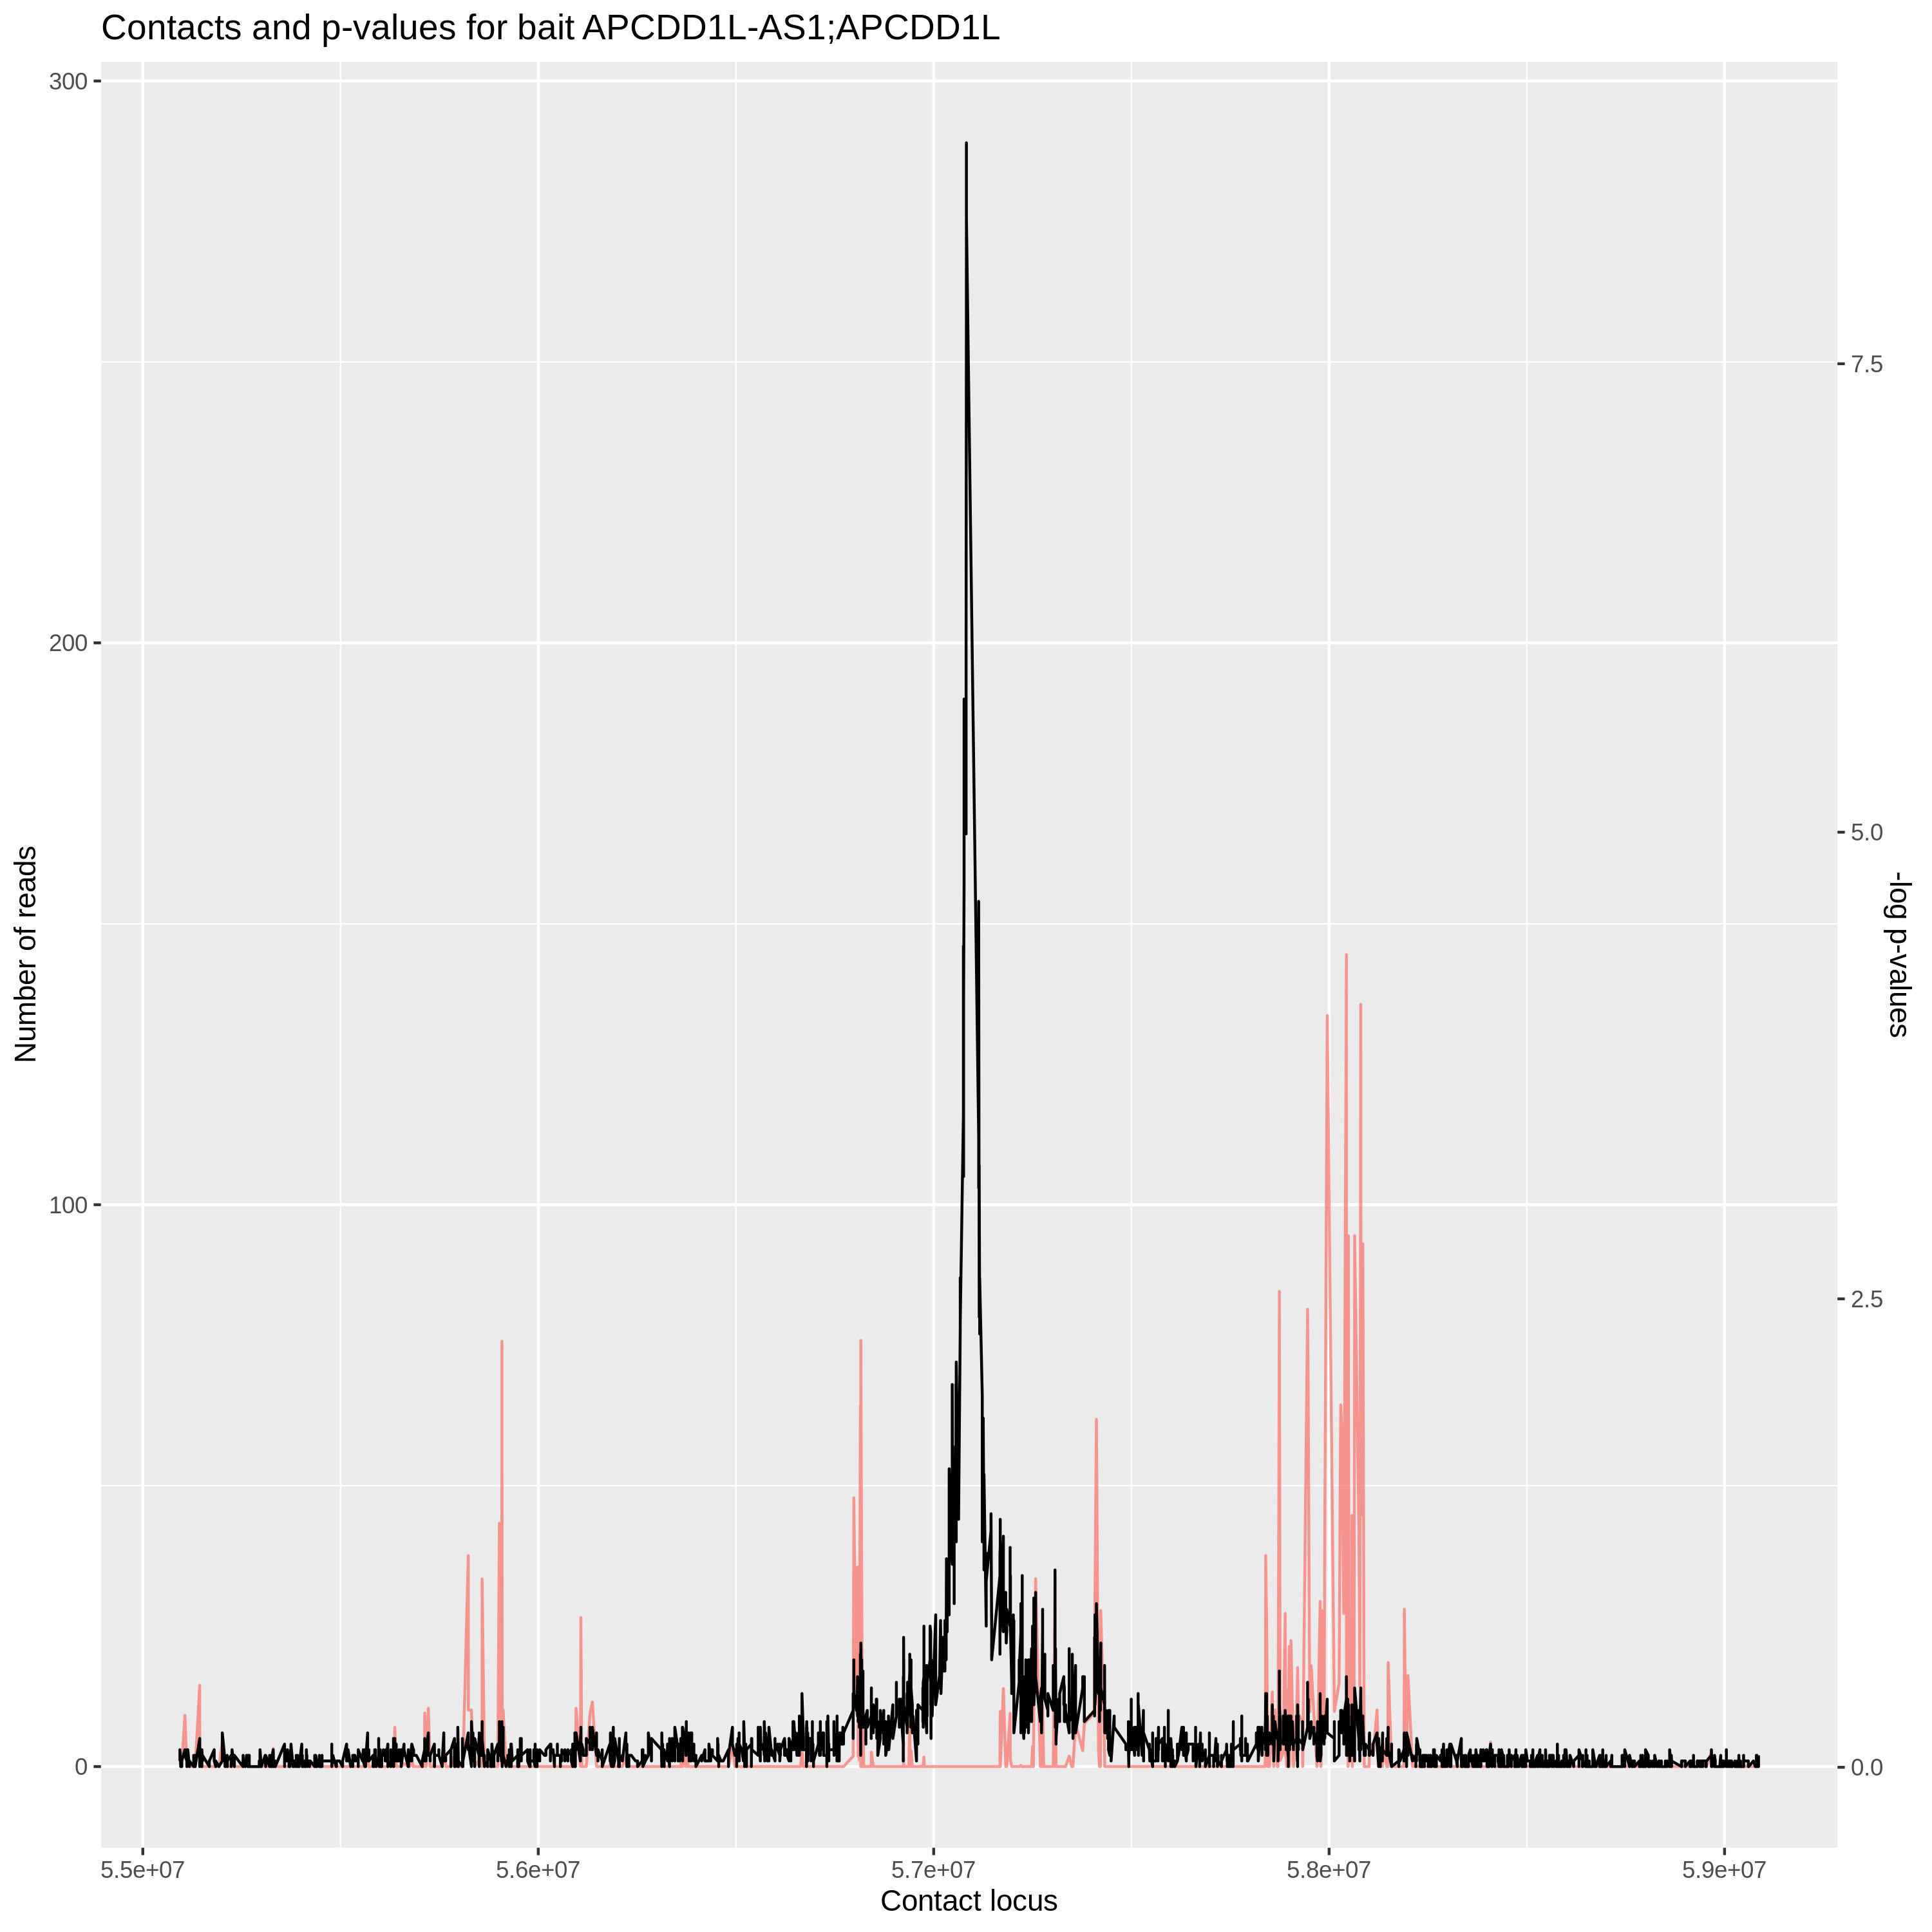 Contacts and p-values for bait APCDD1L-AS1;APCDD1L
300
200
100
0
Number of reads
7.5
5.0
2.5
0.0
-log p-values
5.5e+07
5.6e+07
5.7e+07
5.8e+07
5.9e+07
Contact locus